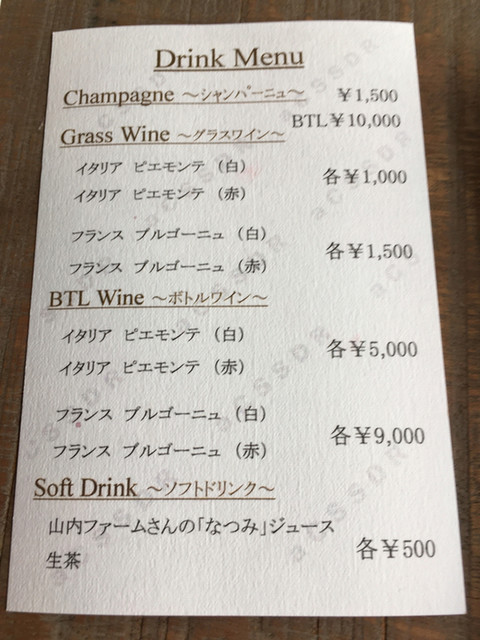 Drink Menu
Champagne ～シャンパーニュ～ ￥1,500
BTL￥10,000
Grass Wine ～グラスワイン～
イタリア ピエモンテ（白）
イタリア ピエモンテ（赤）
各￥1,000
フランス ブルゴーニュ（白）
フランス ブルゴーニュ（赤）
各￥1,500
BTL Wine ～ボトルワイン～
イタリア ピエモンテ（白）
イタリア ピエモンテ（赤）
各￥5,000
フランス ブルゴーニュ（白）
フランス ブルゴーニュ（赤）
各￥9,000
Soft Drink ～ソフトドリンク～
山内ファームさんの「なつみ」ジュース
生茶
各￥500